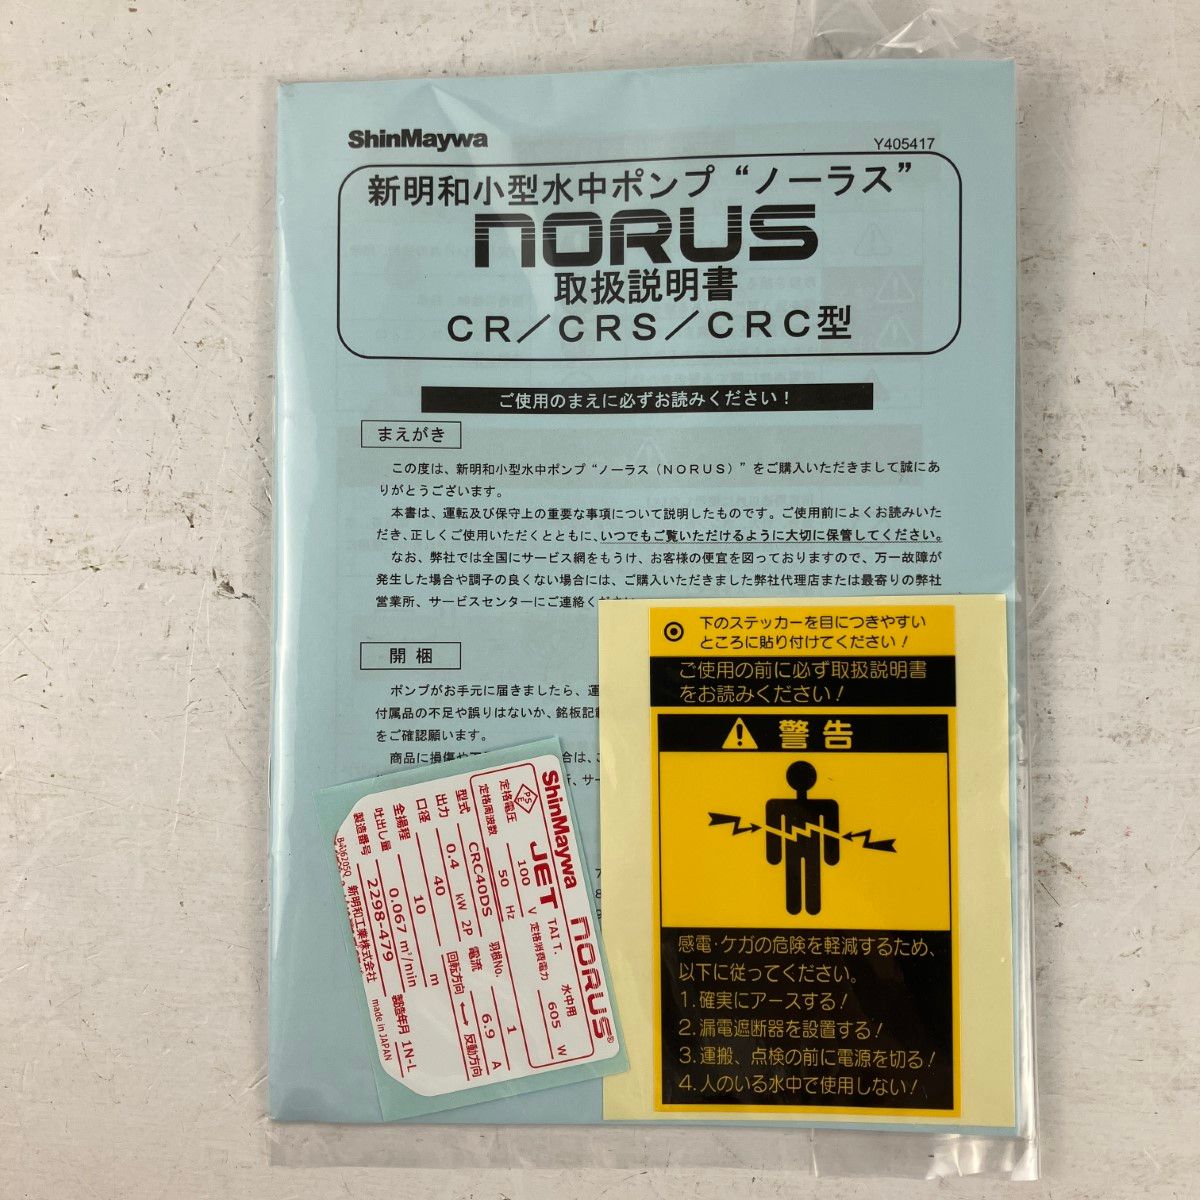 ShinMaywa
Y405417
新明和小型水中ポンプ “ノーラス”
NORUS
取扱説明書
CR／CRS／CRC型
ご使用のまえに必ずお読みください！
まえがき
この度は、新明和小型水中ポンプ“ノーラス（NORUS）”をご購入いただきまして誠にあ
りがとうございます。
本書は、運転及び保守上の重要な事項について説明したものです。ご使用前によくお読みいた
だき、正しくご使用いただくとともに、いつでもご覧いただけるように大切に保管してください。
なお、弊社では全国にサービス網をもうけ、お客様の便宜を図っておりますので、万一故障が
発生した場合や調子の良くない場合には、ご購入いただきました弊社代理店または最寄りの弊社
営業所、サービスセンターにご連絡く
開 梱
ポンプがお手元に届きましたら、運
付属品の不足や誤りはないか、銘板記載
をご確認願います。
商品に損傷や
合は、こ
所、サー
下のステッカーを目につきやすい
ところに貼り付けてください！
ご使用の前に必ず取扱説明書
をお読みください！
警告
感電・ケガの危険を軽減するため、
以下に従ってください。
1.確実にアースする！
2.漏電遮断器を設置する！
3.運搬、点検の前に電源を切る！
4.人のいる水中で使用しない！
ShinMaywa NORUS®
PSE JET TAIT. 水中用
定格電圧 100 V 定格消費電力 605 W
定格周波数 50 Hz
型式 CRC40DS 羽根No. 1
出力 0.4 kW 2P 電流 6.9 A
口径 40 回転方向 ←→ 反動方向
全揚程 10 m
吐出し量 0.067 m³/min
製造番号 2298-479 製造年月 1N-L
新明和工業株式会社 made in JAPAN